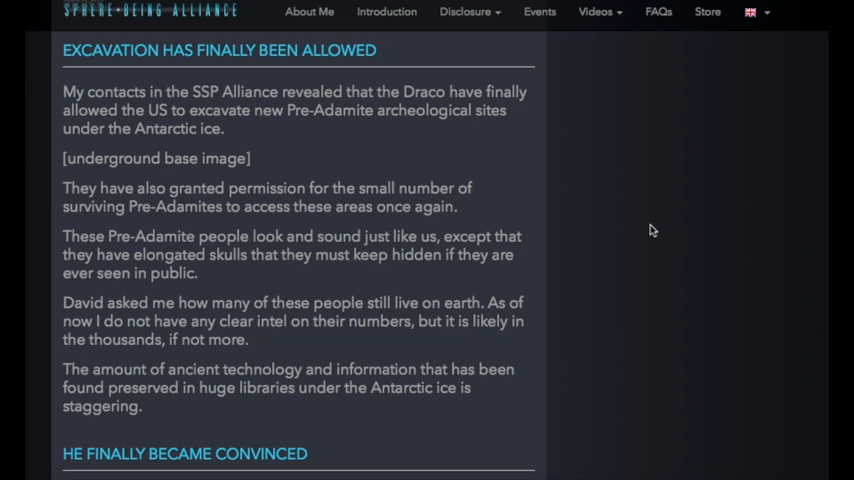 SPHERE•BEING ALLIANCE
About Me Introduction Disclosure Events Videos FAQs Store
EXCAVATION HAS FINALLY BEEN ALLOWED
My contacts in the SSP Alliance revealed that the Draco have finally
allowed the US to excavate new Pre-Adamite archeological sites
under the Antarctic ice.
[underground base image]
They have also granted permission for the small number of
surviving Pre-Adamites to access these areas once again.
These Pre-Adamite people look and sound just like us, except that
they have elongated skulls that they must keep hidden if they are
ever seen in public.
David asked me how many of these people still live on earth. As of
now I do not have any clear intel on their numbers, but it is likely in
the thousands, if not more.
The amount of ancient technology and information that has been
found preserved in huge libraries under the Antarctic ice is
staggering.
HE FINALLY BECAME CONVINCED